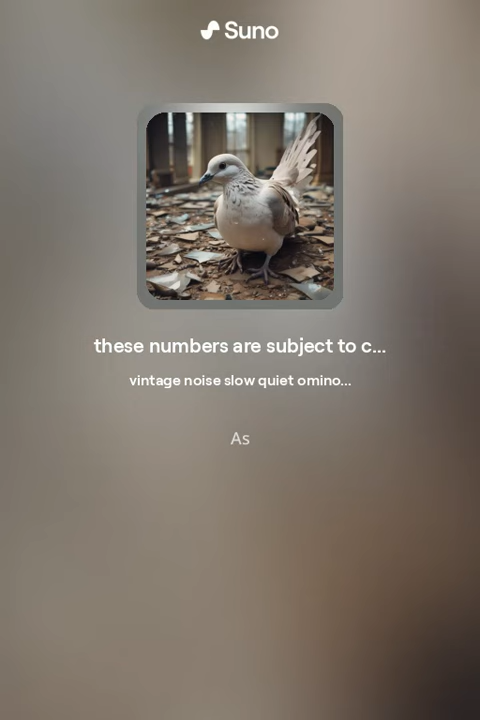 Suno
these numbers are subject to c...
vintage noise slow quiet omino...
As